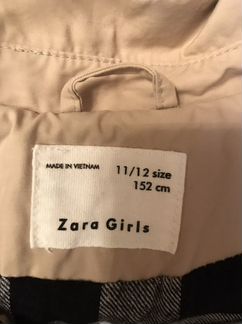 MADE IN VIETNAM
11/12 size
152 cm
Zara Girls